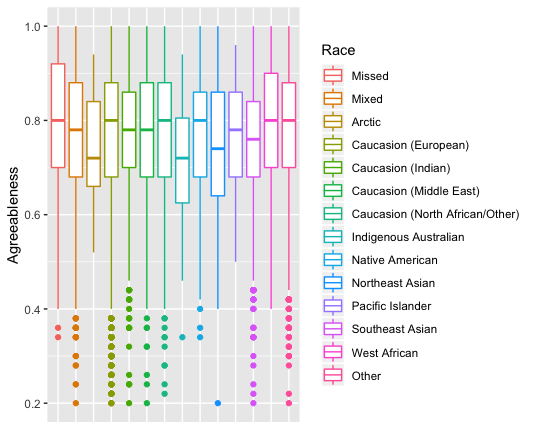 1.0
0.8
0.6
0.4
0.2
Agreeableness
Race
Missed
Mixed
Arctic
Caucasion (European)
Caucasion (Indian)
Caucasion (Middle East)
Caucasion (North African/Other)
Indigenous Australian
Native American
Northeast Asian
Pacific Islander
Southeast Asian
West African
Other